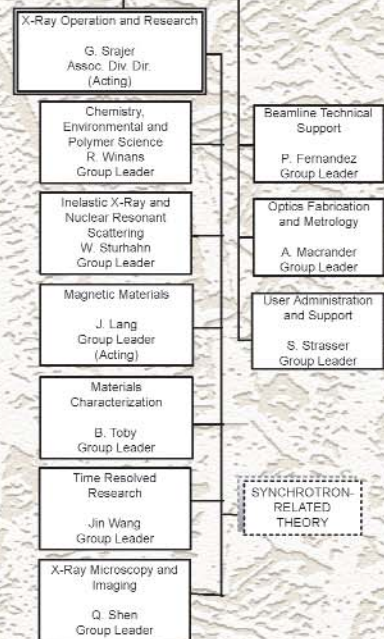 X-Ray Operation and Research
G. Srajer
Assoc. Div. Dir.
(Acting)
Chemistry,
Environmental and
Polymer Science
R. Winans
Group Leader
Inelastic X-Ray and
Nuclear Resonant
Scattering
W. Sturhahn
Group Leader
Magnetic Materials
J. Lang
Group Leader
(Acting)
Materials
Characterization
B. Toby
Group Leader
Time Resolved
Research
Jin Wang
Group Leader
X-Ray Microscopy and
Imaging
Q. Shen
Group Leader
Beamline Technical
Support
P. Fernandez
Group Leader
Optics Fabrication
and Metrology
A. Macrander
Group Leader
User Administration
and Support
S. Strasser
Group Leader
SYNCHROTRON-
RELATED
THEORY